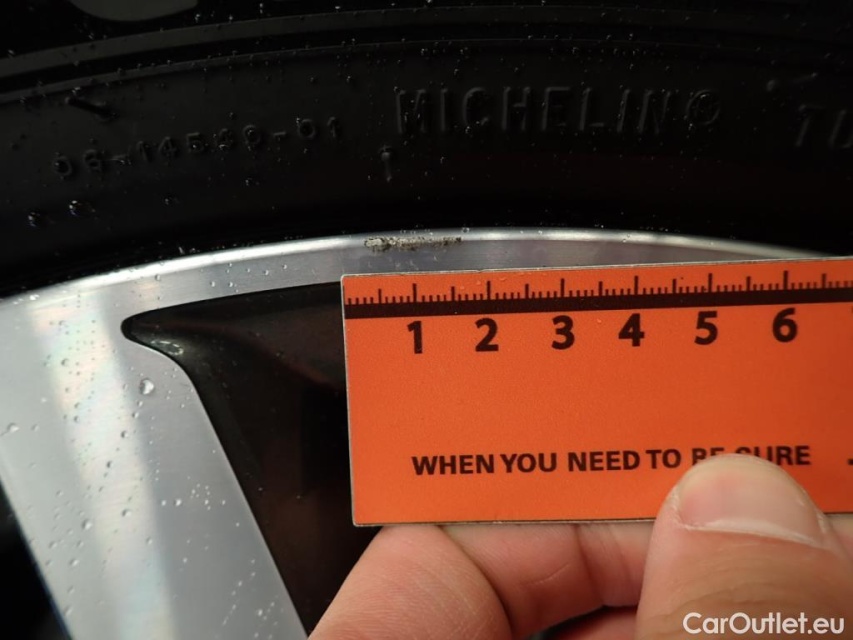 MICHELIN®
1 2 3 4 5 6
WHEN YOU NEED TO BE SURE
CarOutlet.eu